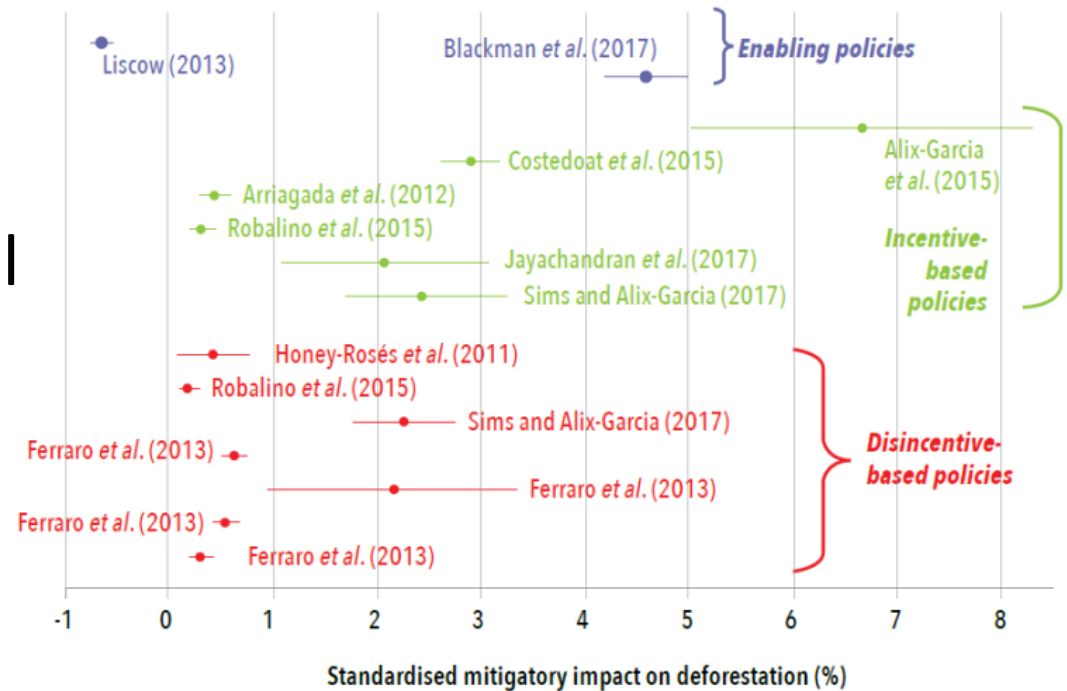 Liscow (2013)
Blackman et al. (2017)
Enabling policies
Alix-Garcia
et al. (2015)
Costedoat et al. (2015)
Arriagada et al. (2012)
Robalino et al. (2015)
Incentive-
based
policies
Jayachandran et al. (2017)
Sims and Alix-Garcia (2017)
Honey-Rosés et al. (2011)
Robalino et al. (2015)
Sims and Alix-Garcia (2017)
Ferraro et al. (2013)
Disincentive-
based policies
Ferraro et al. (2013)
Ferraro et al. (2013)
Ferraro et al. (2013)
-1 0 1 2 3 4 5 6 7 8
Standardised mitigatory impact on deforestation (%)